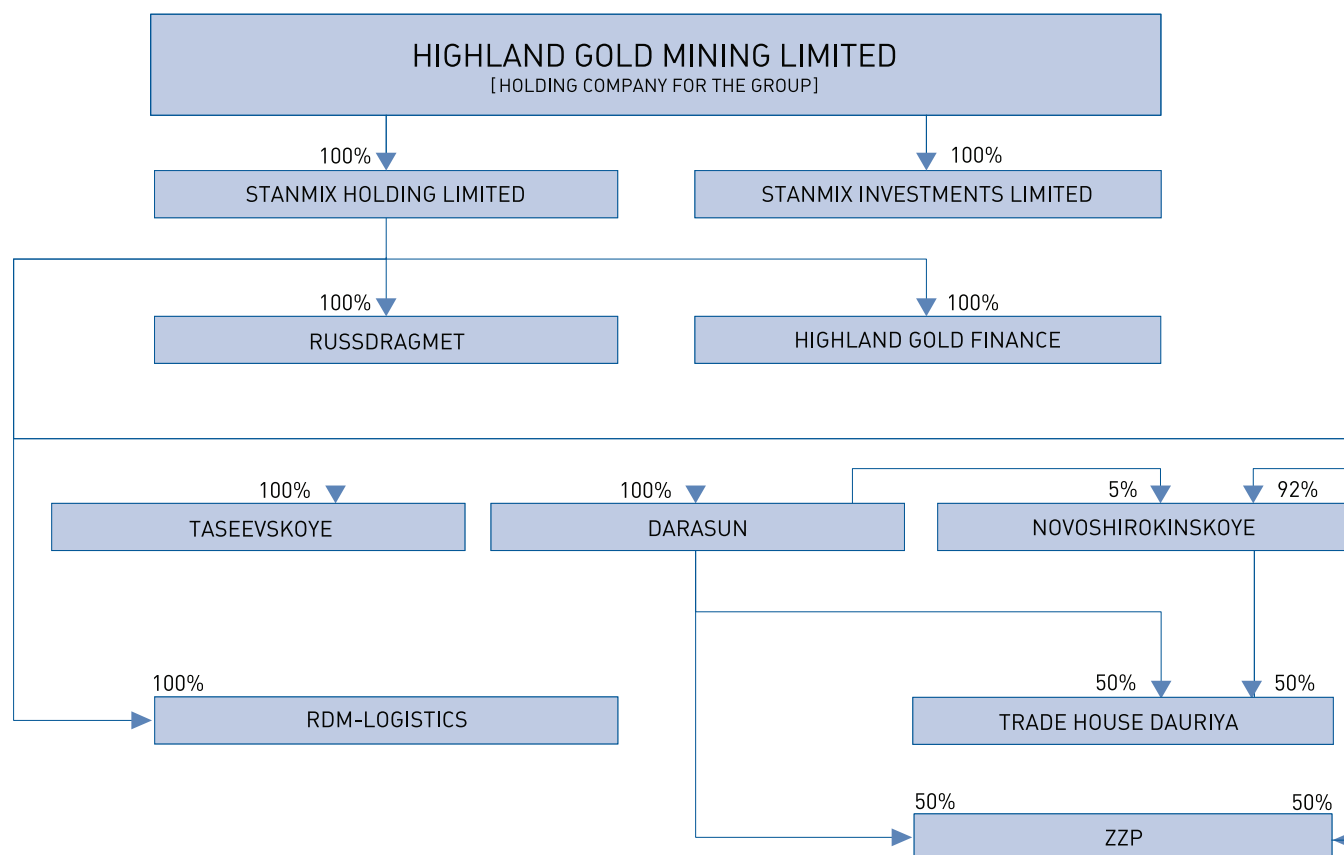 HIGHLAND GOLD MINING LIMITED
[HOLDING COMPANY FOR THE GROUP]
100%
100%
STANMIX HOLDING LIMITED
STANMIX INVESTMENTS LIMITED
100%
100%
RUSSDRAGMET
HIGHLAND GOLD FINANCE
100%
100%
5%
92%
TASEEVSKOYE
DARASUN
NOVOSHIROKINSKOYE
100%
50%
50%
RDM-LOGISTICS
TRADE HOUSE DAURIYA
50%
50%
ZZP